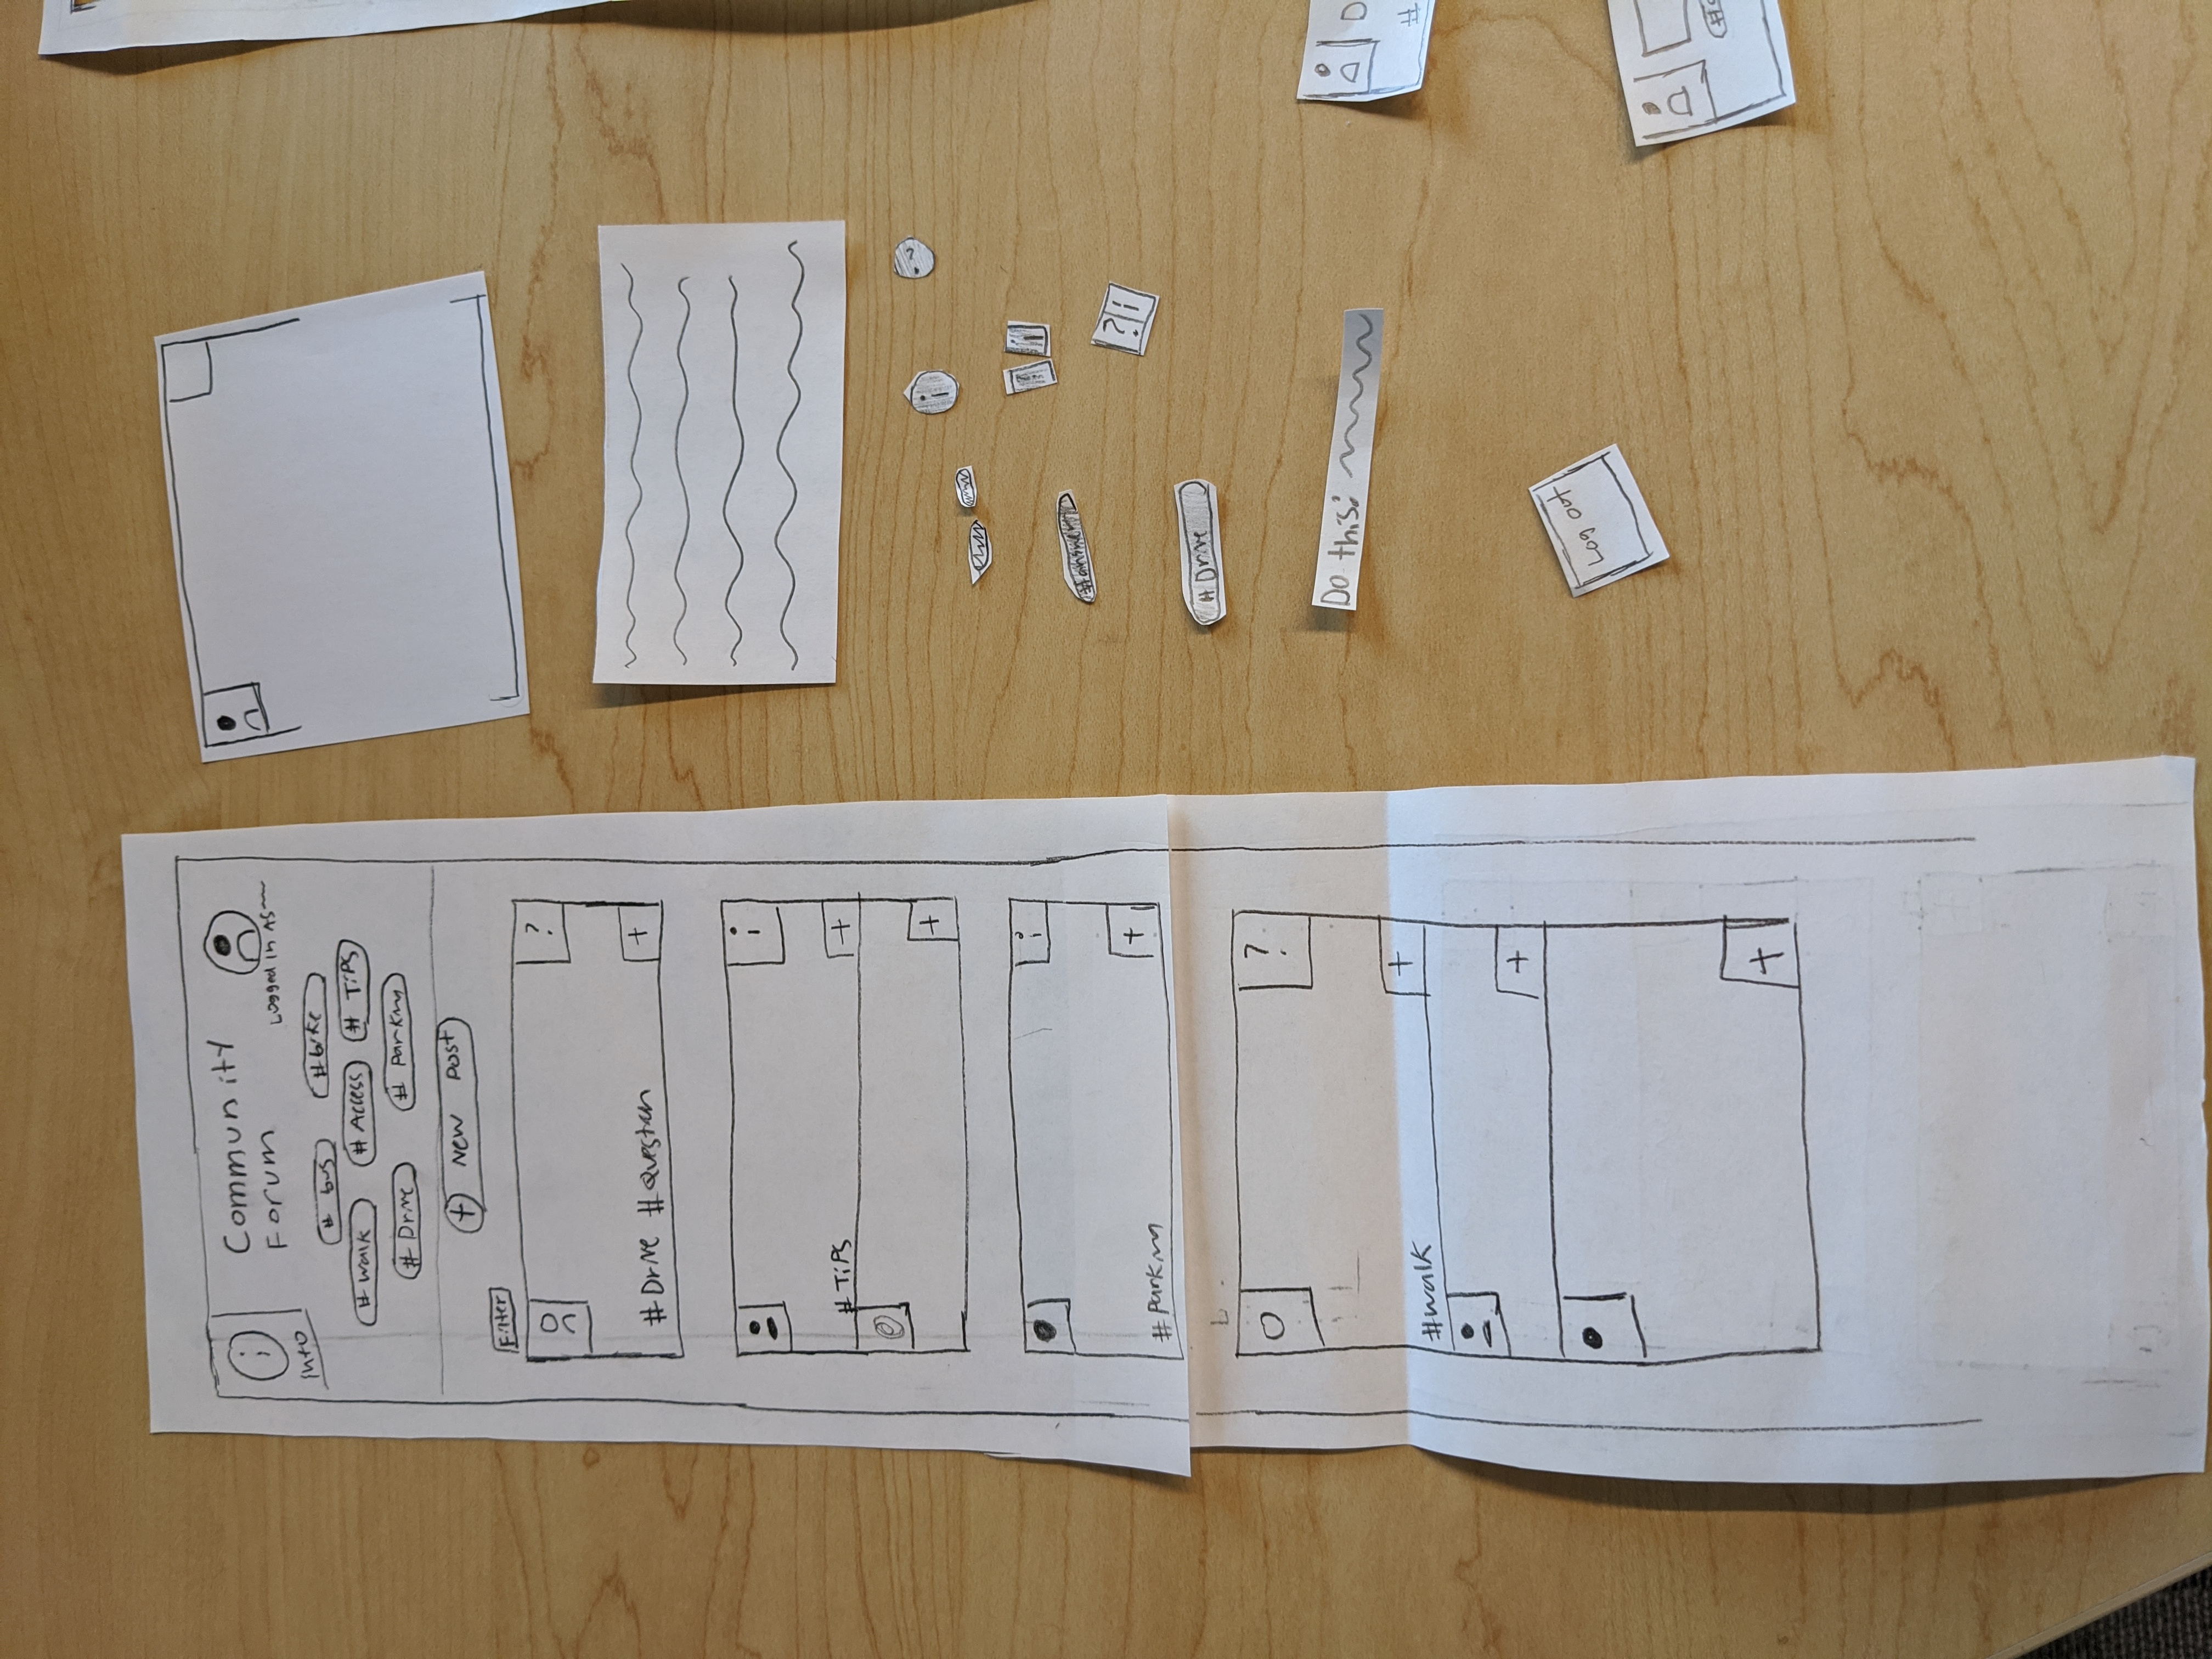 i
info
Community
Forum
Logged in As
# bus
# bike
# walk
# Access
# TiPS
# Drive
# Parking
+ New Post
Filter
?
#Drive #Question
+
i
# TiPS
+
+
i
# Parking
+
?
#walk
+
+
+
i
?
#answer
? i
# Drive
Do this:
Log out
D
#